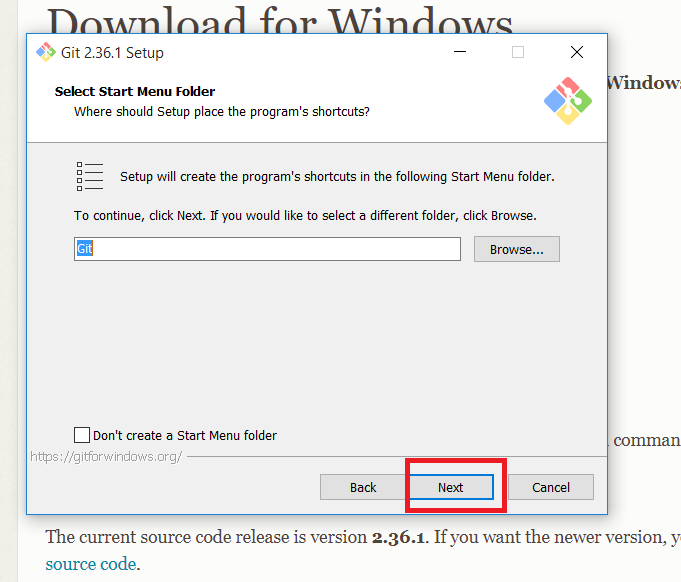 Download for Windows
Git 2.36.1 Setup
Windows
Select Start Menu Folder
Where should Setup place the program's shortcuts?
Setup will create the program's shortcuts in the following Start Menu folder.
To continue, click Next. If you would like to select a different folder, click Browse.
Git
Browse...
Don't create a Start Menu folder
comman
https://gitforwindows.org/
Back
Next
Cancel
The current source code release is version 2.36.1. If you want the newer version, y
source code.